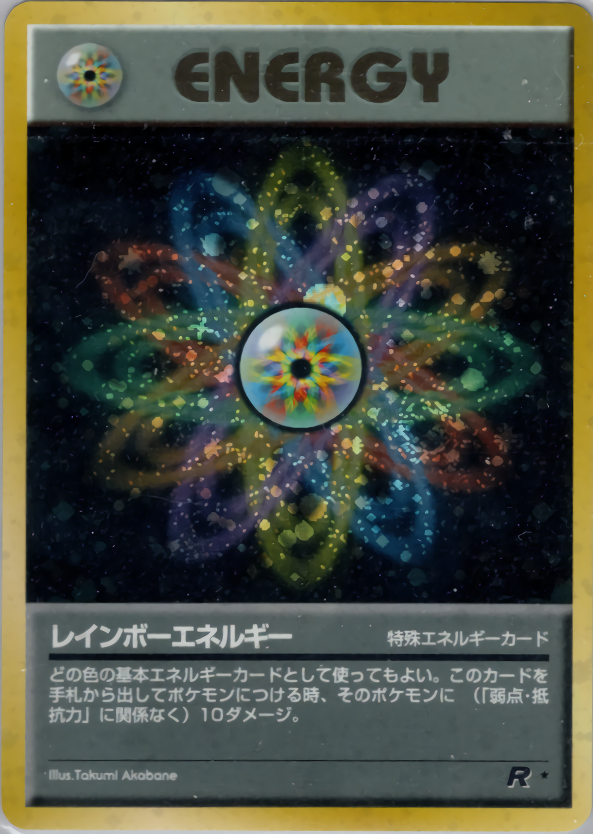 ENERGY
レインボーエネルギー
特殊エネルギーカード
どの色の基本エネルギーカードとして使ってもよい。このカードを
手札から出してポケモンにつける時、そのポケモンに （「弱点・抵
抗力」に関係なく）10ダメージ。
Illus.Takumi Akabane
R ★